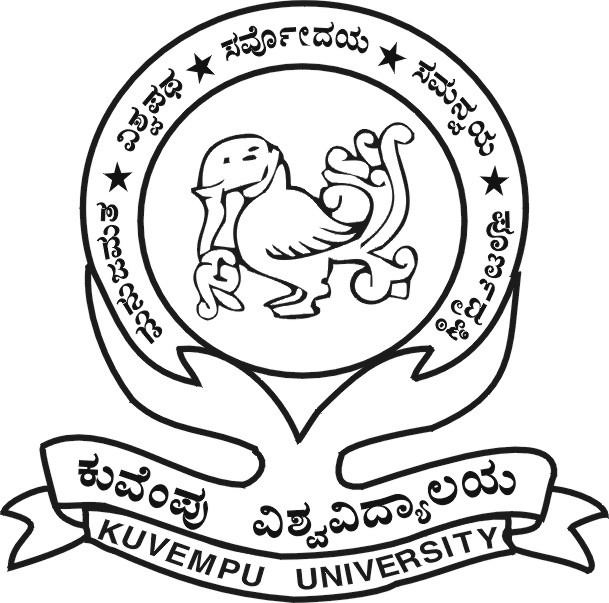 ಮನುಜಮತ ★ ವಿಶ್ವಪಥ ★ ಸರ್ವೋದಯ ★ ಸಮನ್ವಯ ★ ಪೂರ್ಣದೃಷ್ಟಿ
ಕುವೆಂಪು ವಿಶ್ವವಿದ್ಯಾಲಯ
KUVEMPU UNIVERSITY